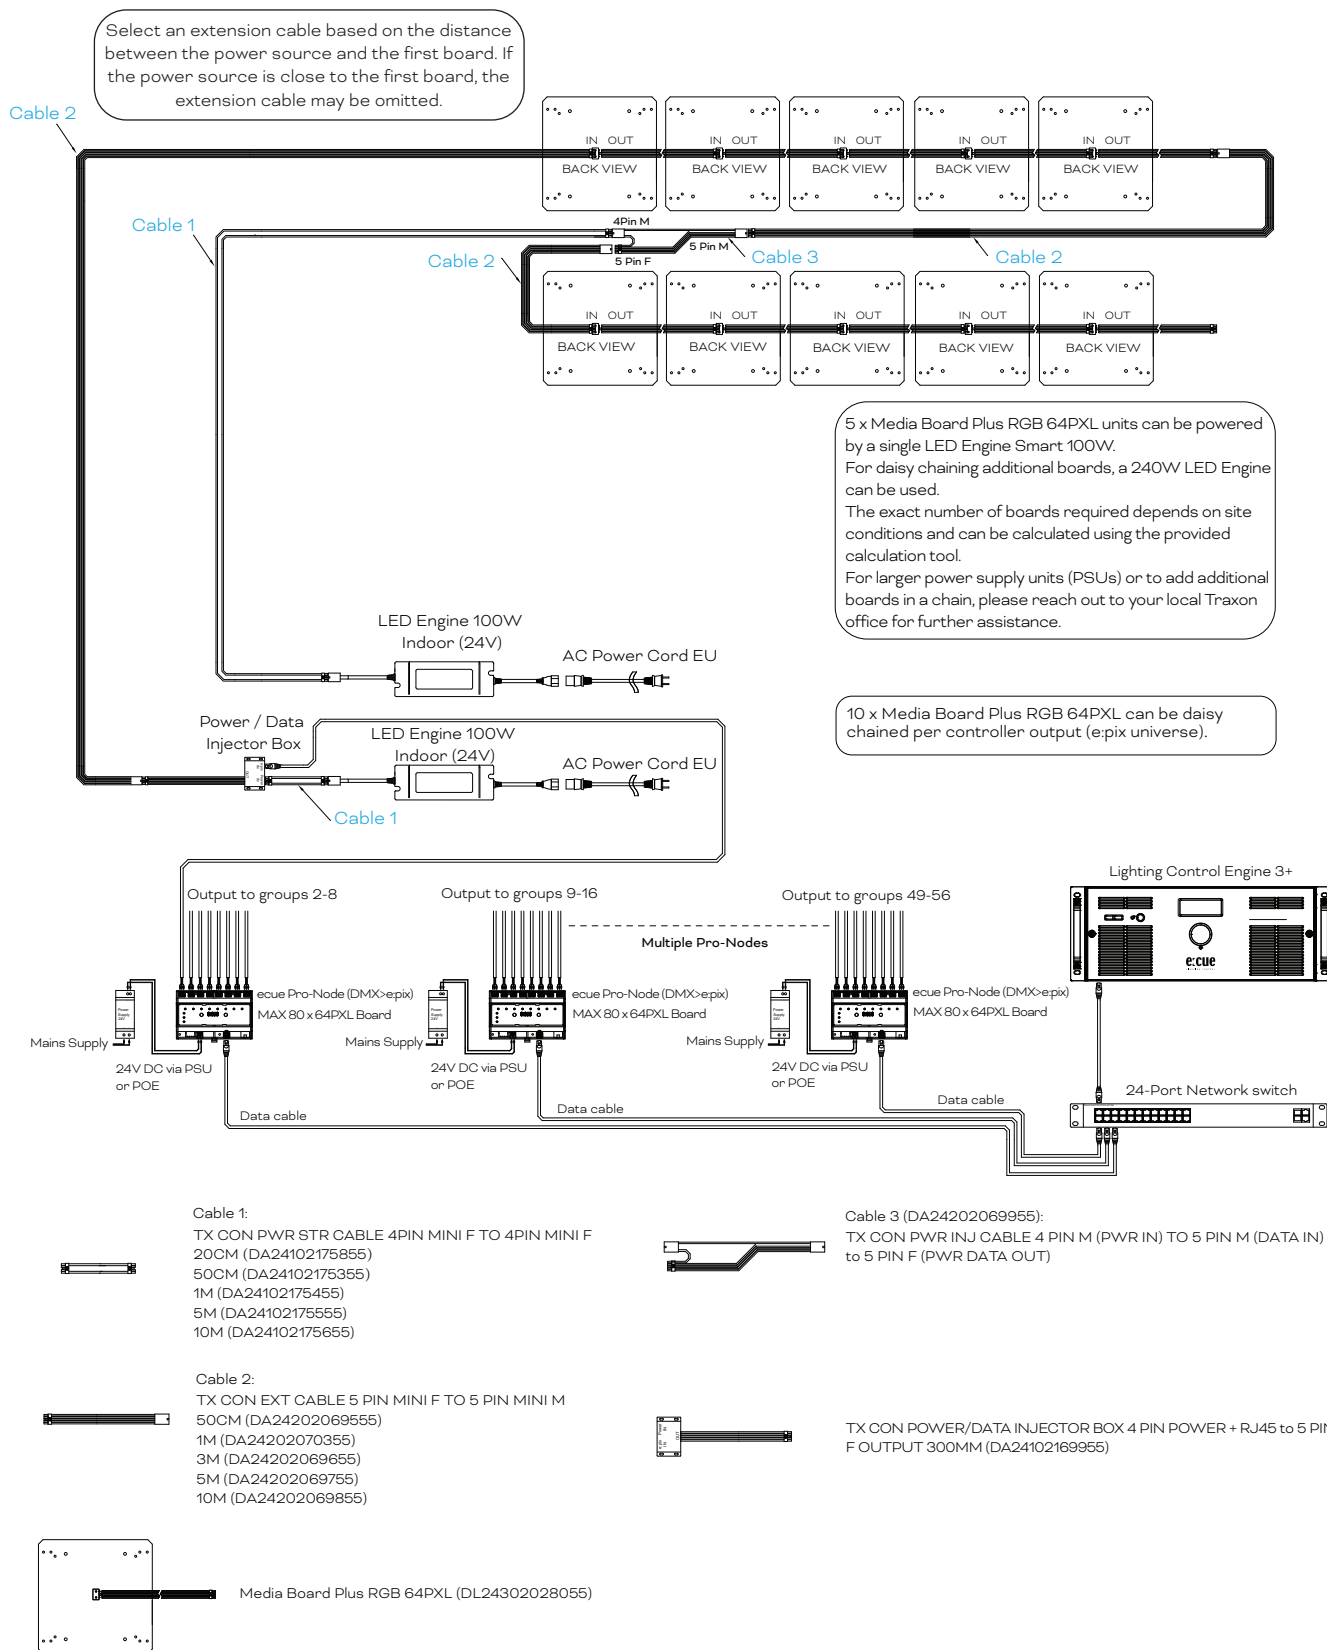 Select an extension cable based on the distance
between the power source and the first board. If
the power source is close to the first board, the
extension cable may be omitted.
Cable 2
IN OUT
IN OUT
IN OUT
IN OUT
IN OUT
BACK VIEW
BACK VIEW
BACK VIEW
BACK VIEW
BACK VIEW
Cable 1
4Pin M
5 Pin M
5 Pin F
Cable 2
Cable 3
Cable 2
IN OUT
IN OUT
IN OUT
IN OUT
IN OUT
BACK VIEW
BACK VIEW
BACK VIEW
BACK VIEW
BACK VIEW
5 x Media Board Plus RGB 64PXL units can be powered
by a single LED Engine Smart 100W.
For daisy chaining additional boards, a 240W LED Engine
can be used.
The exact number of boards required depends on site
conditions and can be calculated using the provided
calculation tool.
For larger power supply units (PSUs) or to add additional
boards in a chain, please reach out to your local Traxon
office for further assistance.
LED Engine 100W
Indoor (24V)
AC Power Cord EU
10 x Media Board Plus RGB 64PXL can be daisy
chained per controller output (e:pix universe).
Power / Data
Injector Box
LED Engine 100W
Indoor (24V)
AC Power Cord EU
Cable 1
Output to groups 2-8
Output to groups 9-16
Output to groups 49-56
Multiple Pro-Nodes
Lighting Control Engine 3+
e:cue
Power
Supply
24V
ecue Pro-Node (DMX>e:pix)
MAX 80 x 64PXL Board
Mains Supply
24V DC via PSU
or POE
Power
Supply
24V
ecue Pro-Node (DMX>e:pix)
MAX 80 x 64PXL Board
Mains Supply
24V DC via PSU
or POE
Power
Supply
24V
ecue Pro-Node (DMX>e:pix)
MAX 80 x 64PXL Board
Mains Supply
24V DC via PSU
or POE
Data cable
Data cable
Data cable
24-Port Network switch
Cable 1:
TX CON PWR STR CABLE 4PIN MINI F TO 4PIN MINI F
20CM (DA24102175855)
50CM (DA24102175355)
1M (DA24102175455)
5M (DA24102175555)
10M (DA24102175655)
Cable 3 (DA24202069955):
TX CON PWR INJ CABLE 4 PIN M (PWR IN) TO 5 PIN M (DATA IN)
to 5 PIN F (PWR DATA OUT)
Cable 2:
TX CON EXT CABLE 5 PIN MINI F TO 5 PIN MINI M
50CM (DA24202069555)
1M (DA24202070355)
3M (DA24202069655)
5M (DA24202069755)
10M (DA24202069855)
e:pix IN
Power IN
OUT
TX CON POWER/DATA INJECTOR BOX 4 PIN POWER + RJ45 to 5 PIN
F OUTPUT 300MM (DA24102169955)
Media Board Plus RGB 64PXL (DL24302028055)